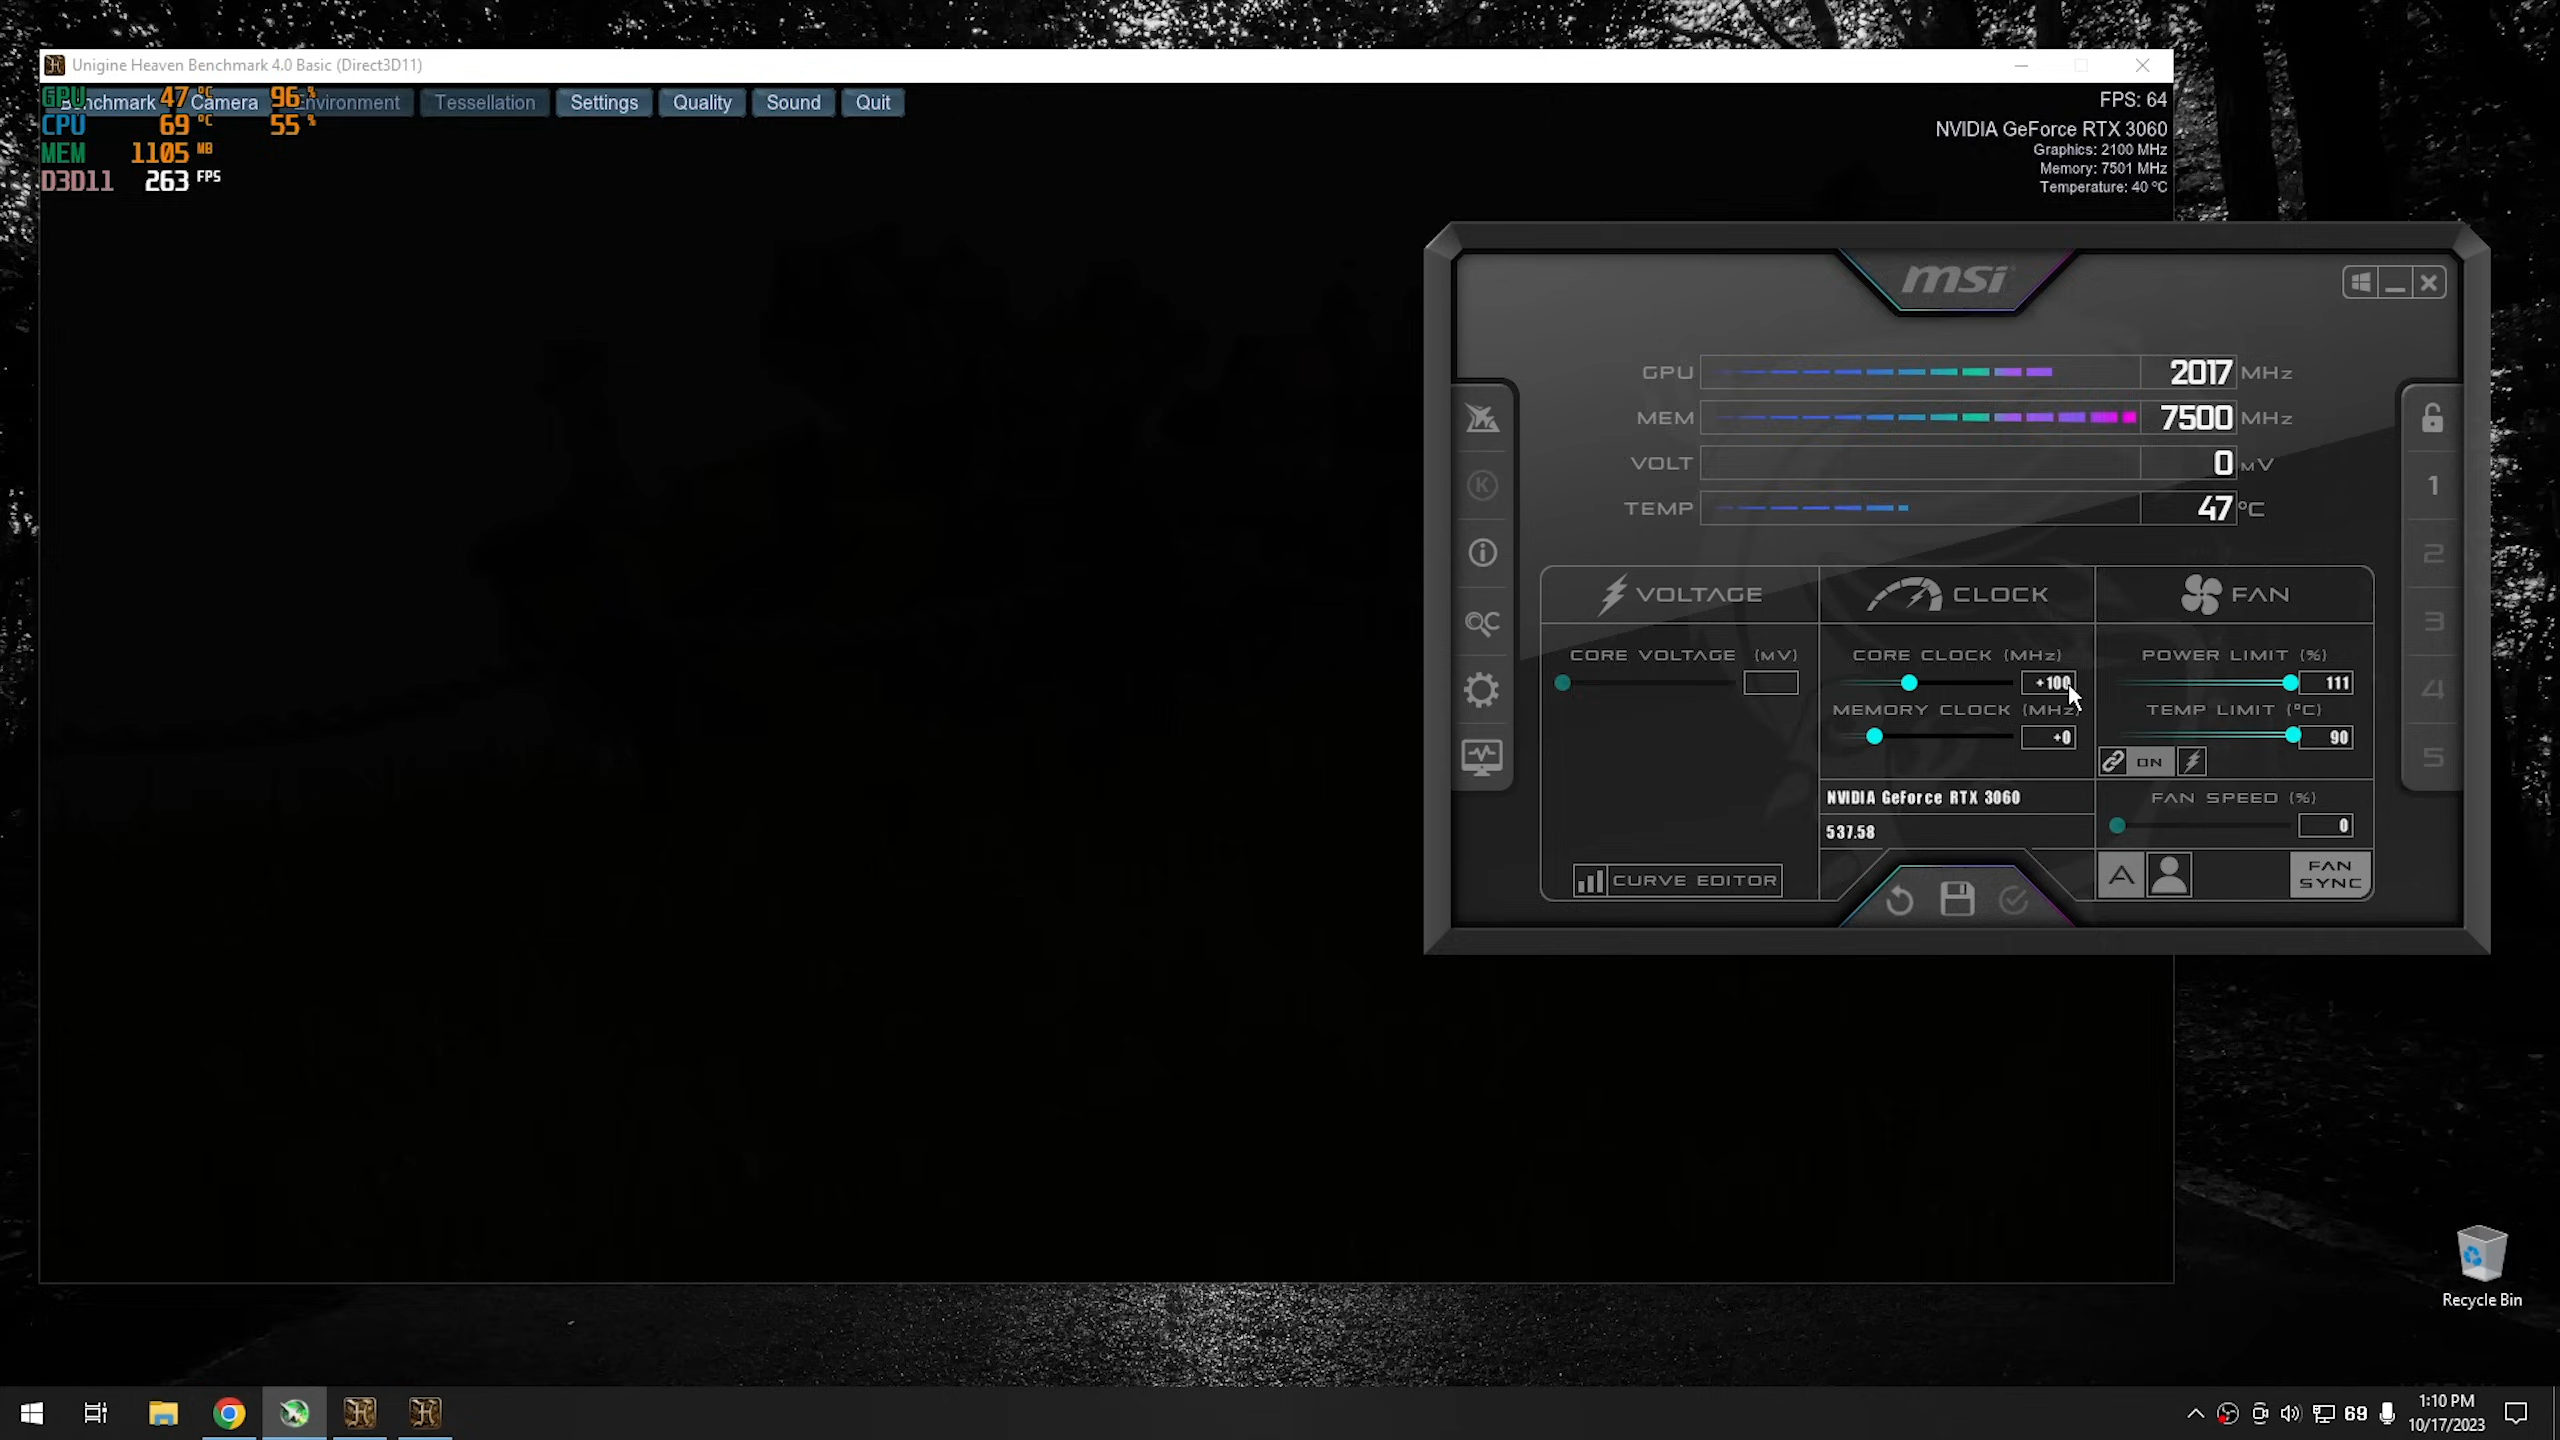 Unigine Heaven Benchmark 4.0 Basic (Direct3D11)
Benchmark Camera Environment Tessellation Settings Quality Sound Quit
GPU 47 °C 96 %
CPU 69 °C 55 %
MEM 1105 MB
D3D11 263 FPS
FPS: 64
NVIDIA GeForce RTX 3060
Graphics: 2100 MHz
Memory: 7501 MHz
Temperature: 40 °C
msi
GPU 2017 MHz
MEM 7500 MHz
VOLT 0 MV
TEMP 47 °C
K
OC
1
2
3
4
5
VOLTAGE
CORE VOLTAGE (MV)
CURVE EDITOR
CLOCK
CORE CLOCK (MHz)
+100
MEMORY CLOCK (MHz)
+0
NVIDIA GeForce RTX 3060
537.58
FAN
POWER LIMIT (%)
111
TEMP LIMIT (°C)
90
ON
FAN SPEED (%)
0
A
FAN SYNC
Recycle Bin
69
1:10 PM
10/17/2023